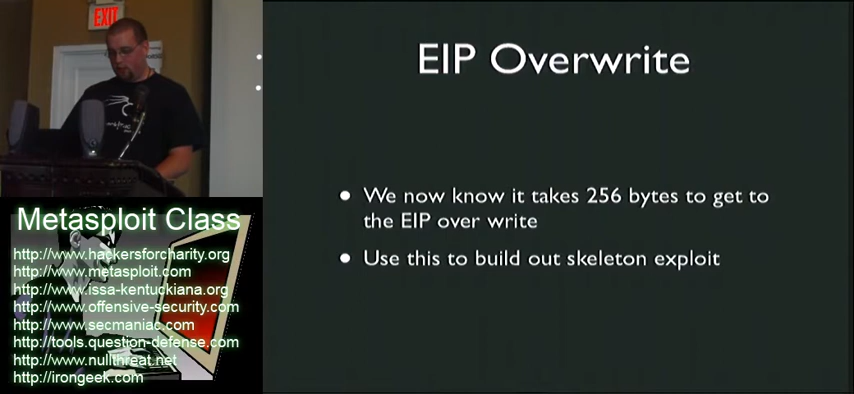 EXIT
EIP Overwrite
• We now know it takes 256 bytes to get to
the EIP over write
• Use this to build out skeleton exploit
Metasploit Class
http://www.hackersforcharity.org
http://www.metasploit.com
http://www.issa-kentuckiana.org
http://www.offensive-security.com
http://www.secmaniac.com
http://tools.question-defense.com
http://www.nullthreat.net
http://irongeek.com